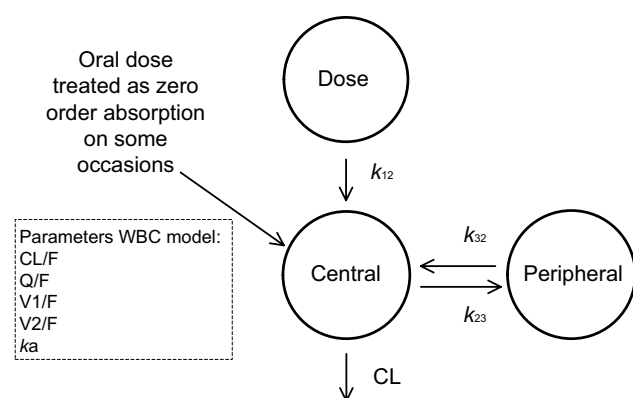 Oral dose
treated as zero
order absorption
on some
occasions
Dose
k12
Parameters WBC model:
CL/F
Q/F
V1/F
V2/F
ka
Central
k32
k23
Peripheral
CL